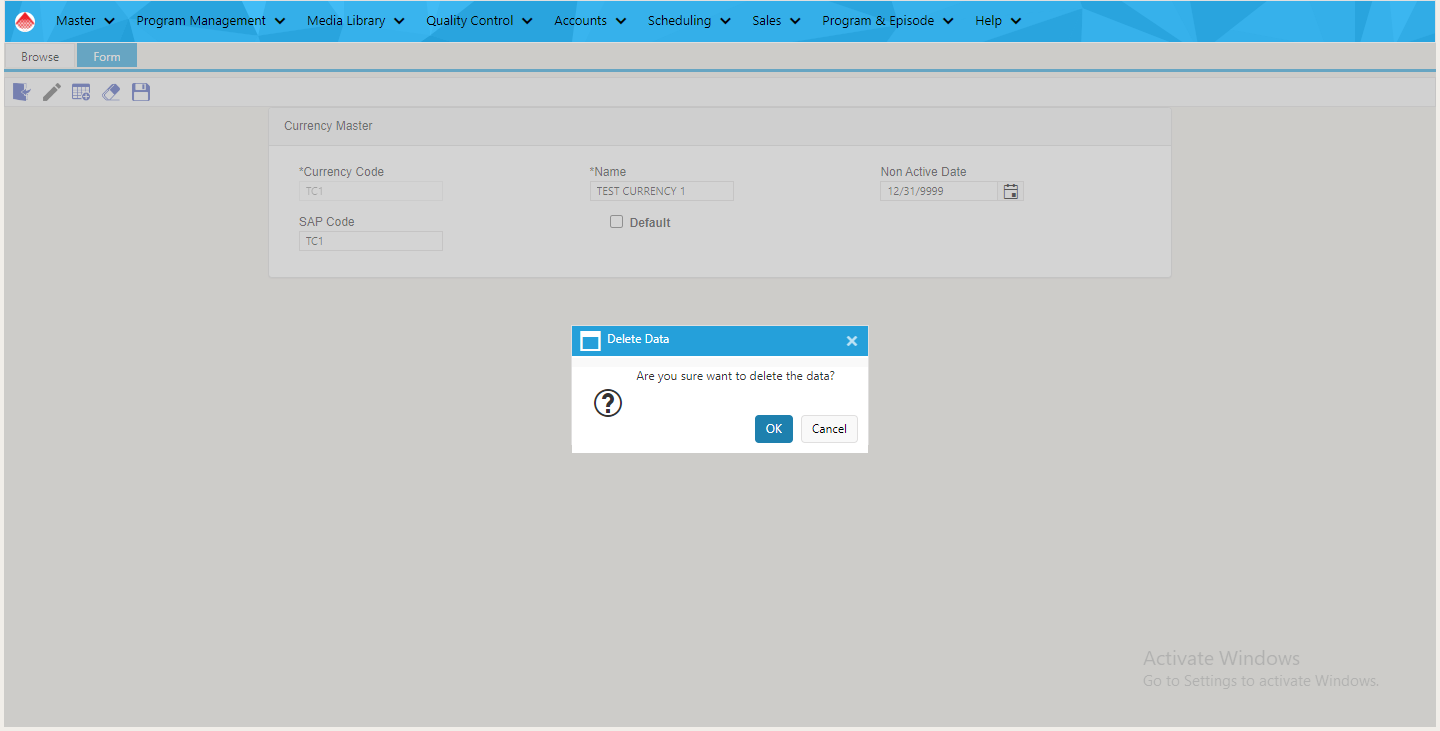 Master Program Management Media Library Quality Control Accounts Scheduling Sales Program & Episode Help
Browse Form
Currency Master
*Currency Code *Name Non Active Date
TC1 TEST CURRENCY 1 12/31/9999
SAP Code Default
TC1
Delete Data
Are you sure want to delete the data?
?
OK Cancel
Activate Windows
Go to Settings to activate Windows.